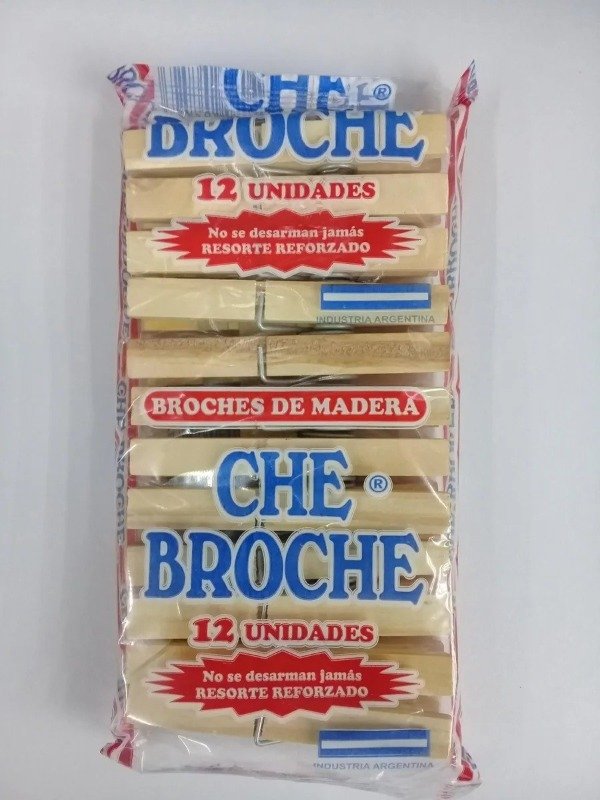 CHE ®
BROCHE
12 UNIDADES
No se desarman jamás
RESORTE REFORZADO
INDUSTRIA ARGENTINA
BROCHES DE MADERA
CHE ®
BROCHE
12 UNIDADES
No se desarman jamás
RESORTE REFORZADO
INDUSTRIA ARGENTINA